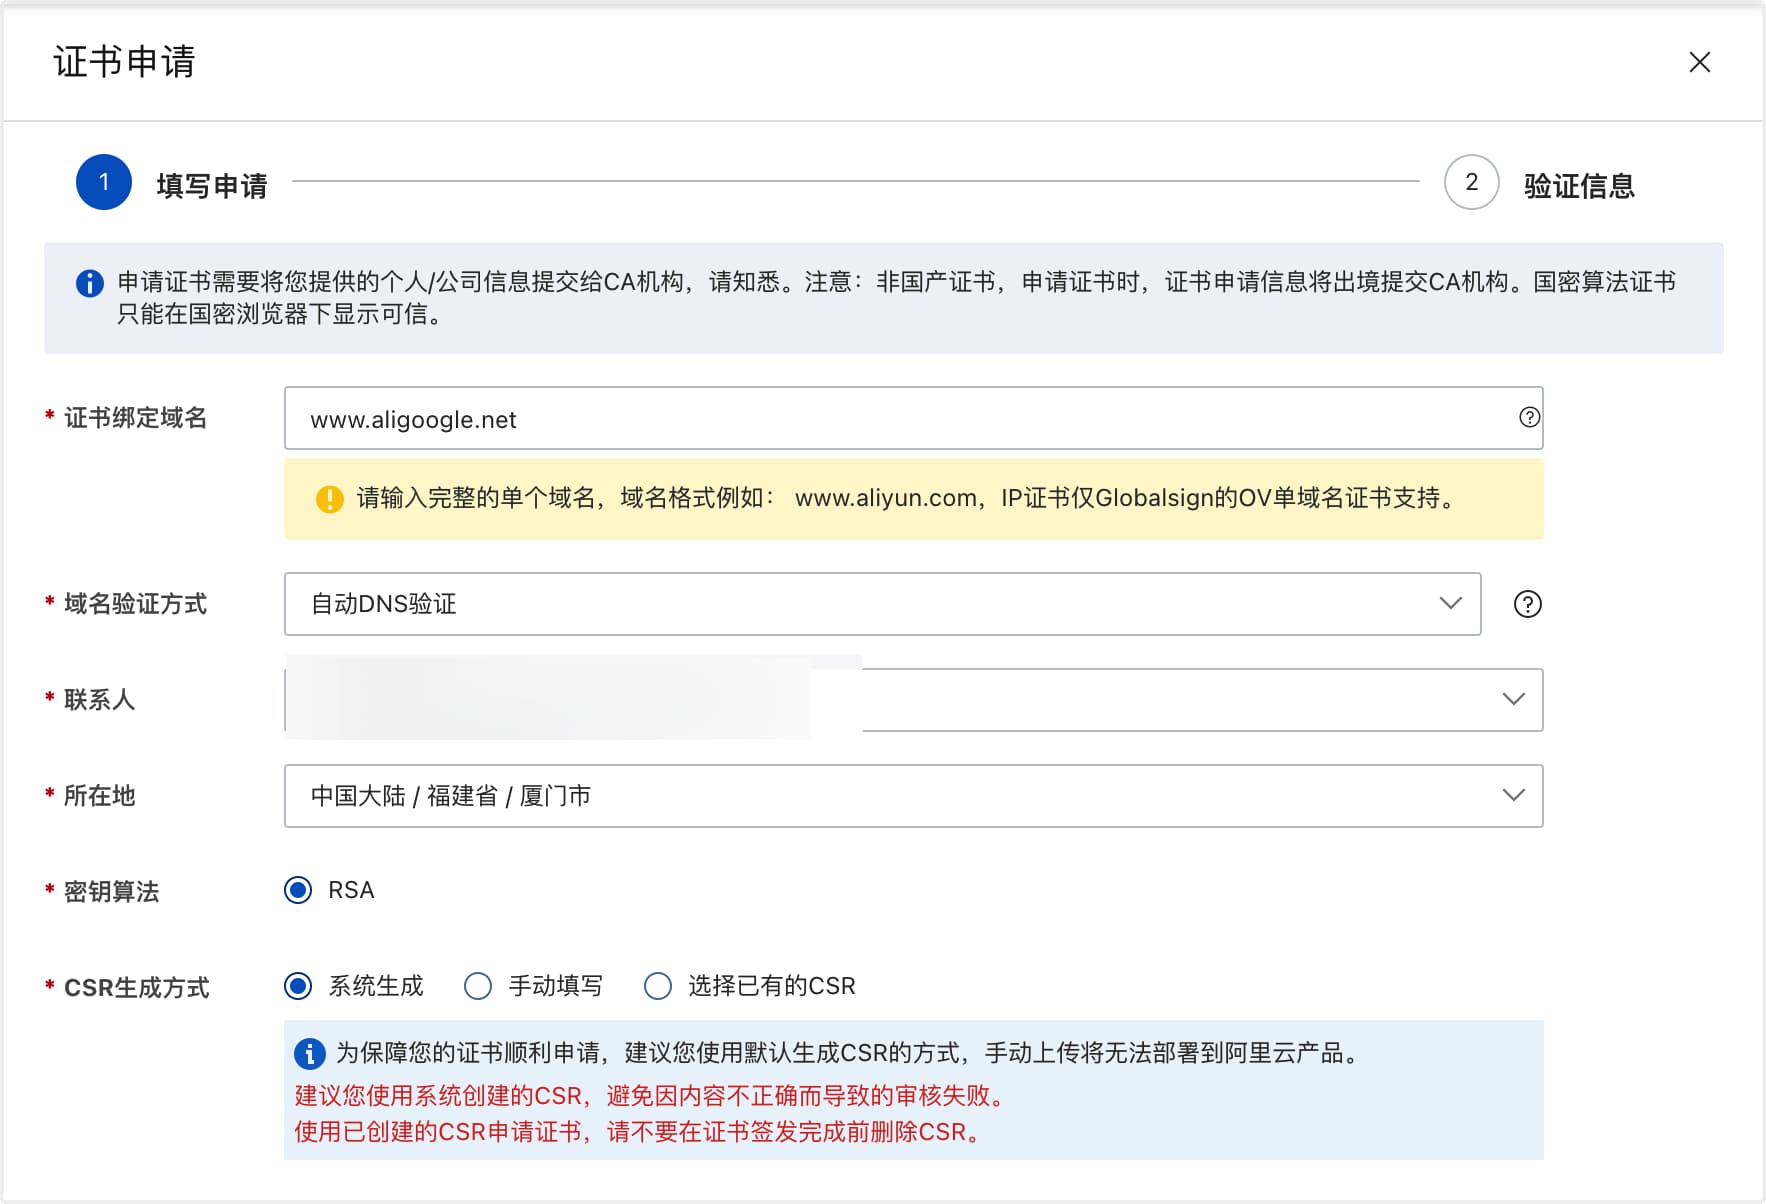 证书申请
1 填写申请 2 验证信息
申请证书需要将您提供的个人/公司信息提交给CA机构，请知悉。注意：非国产证书，申请证书时，证书申请信息将出境提交CA机构。国密算法证书
只能在国密浏览器下显示可信。
* 证书绑定域名 www.aligoogle.net
请输入完整的单个域名，域名格式例如： www.aliyun.com，IP证书仅Globalsign的OV单域名证书支持。
* 域名验证方式 自动DNS验证
* 联系人
* 所在地 中国大陆 / 福建省 / 厦门市
* 密钥算法 RSA
* CSR生成方式 系统生成 手动填写 选择已有的CSR
为保障您的证书顺利申请，建议您使用默认生成CSR的方式，手动上传将无法部署到阿里云产品。
建议您使用系统创建的CSR，避免因内容不正确而导致的审核失败。
使用已创建的CSR申请证书，请不要在证书签发完成前删除CSR。